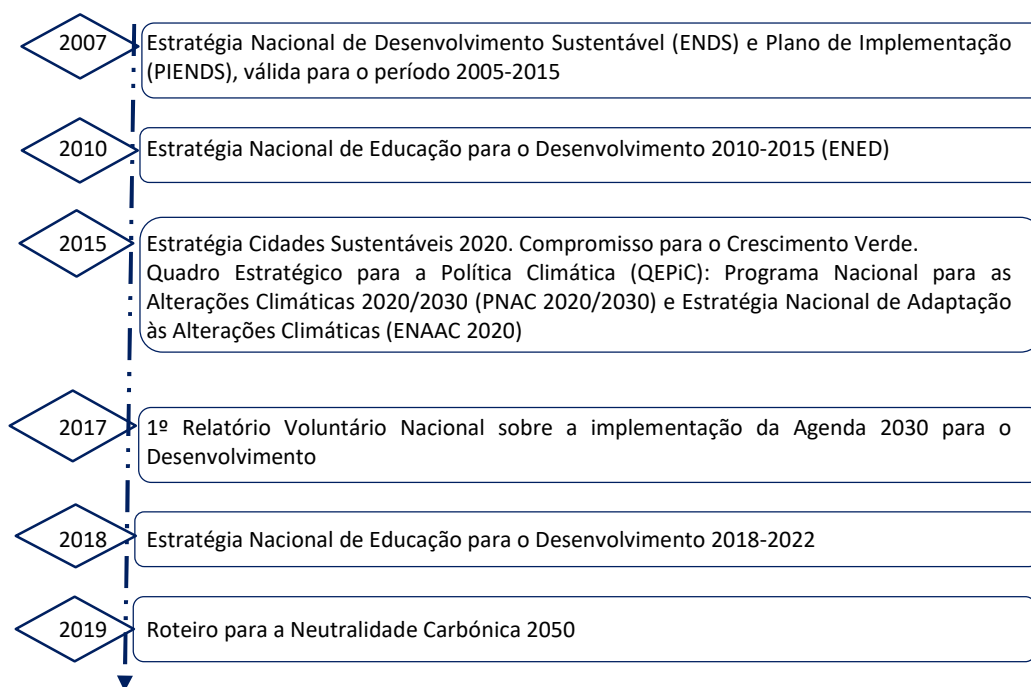 2007
Estratégia Nacional de Desenvolvimento Sustentável (ENDS) e Plano de Implementação
(PIENDS), válida para o período 2005-2015
2010
Estratégia Nacional de Educação para o Desenvolvimento 2010-2015 (ENED)
2015
Estratégia Cidades Sustentáveis 2020. Compromisso para o Crescimento Verde.
Quadro Estratégico para a Política Climática (QEPiC): Programa Nacional para as
Alterações Climáticas 2020/2030 (PNAC 2020/2030) e Estratégia Nacional de Adaptação
às Alterações Climáticas (ENAAC 2020)
2017
1º Relatório Voluntário Nacional sobre a implementação da Agenda 2030 para o
Desenvolvimento
2018
Estratégia Nacional de Educação para o Desenvolvimento 2018-2022
2019
Roteiro para a Neutralidade Carbónica 2050